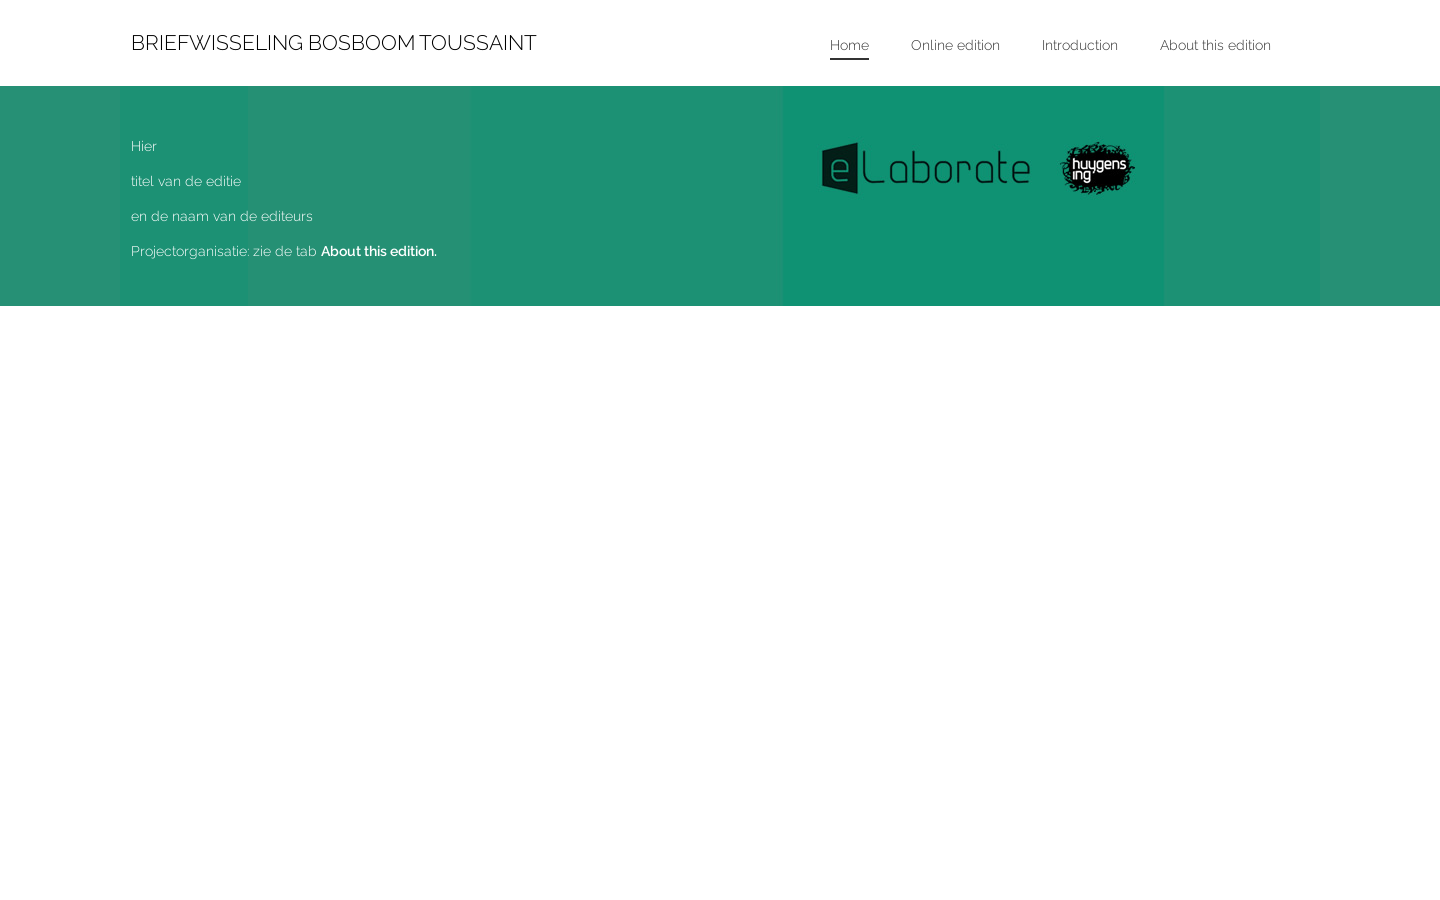 BRIEFWISSELING BOSBOOM TOUSSAINT
Home
Online edition
Introduction
About this edition
Hier
titel van de editie
en de naam van de editeurs
Projectorganisatie: zie de tab About this edition.
eLaborate
huygens
ing